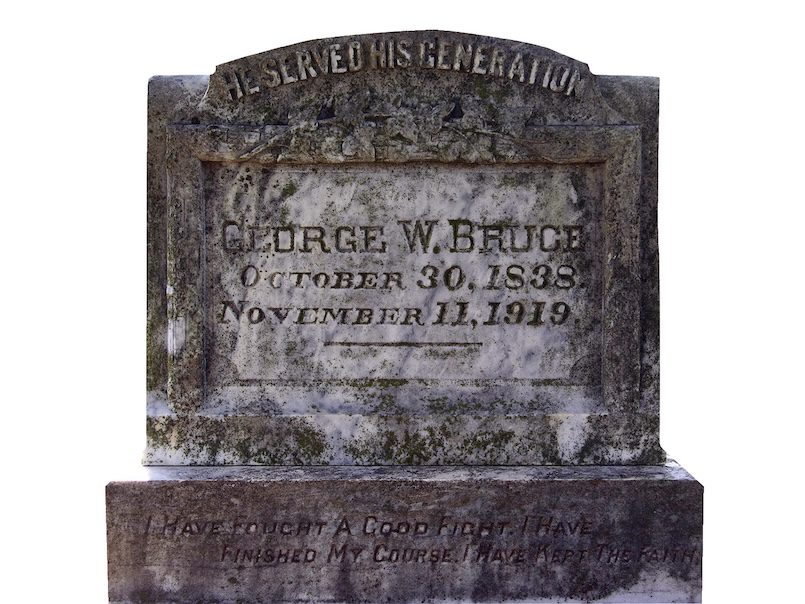 HE SERVED HIS GENERATION
GEORGE W. BRUCE
OCTOBER 30, 1838.
NOVEMBER 11, 1919.
I HAVE FOUGHT A GOOD FIGHT. I HAVE
FINISHED MY COURSE. I HAVE KEPT THE FAITH.